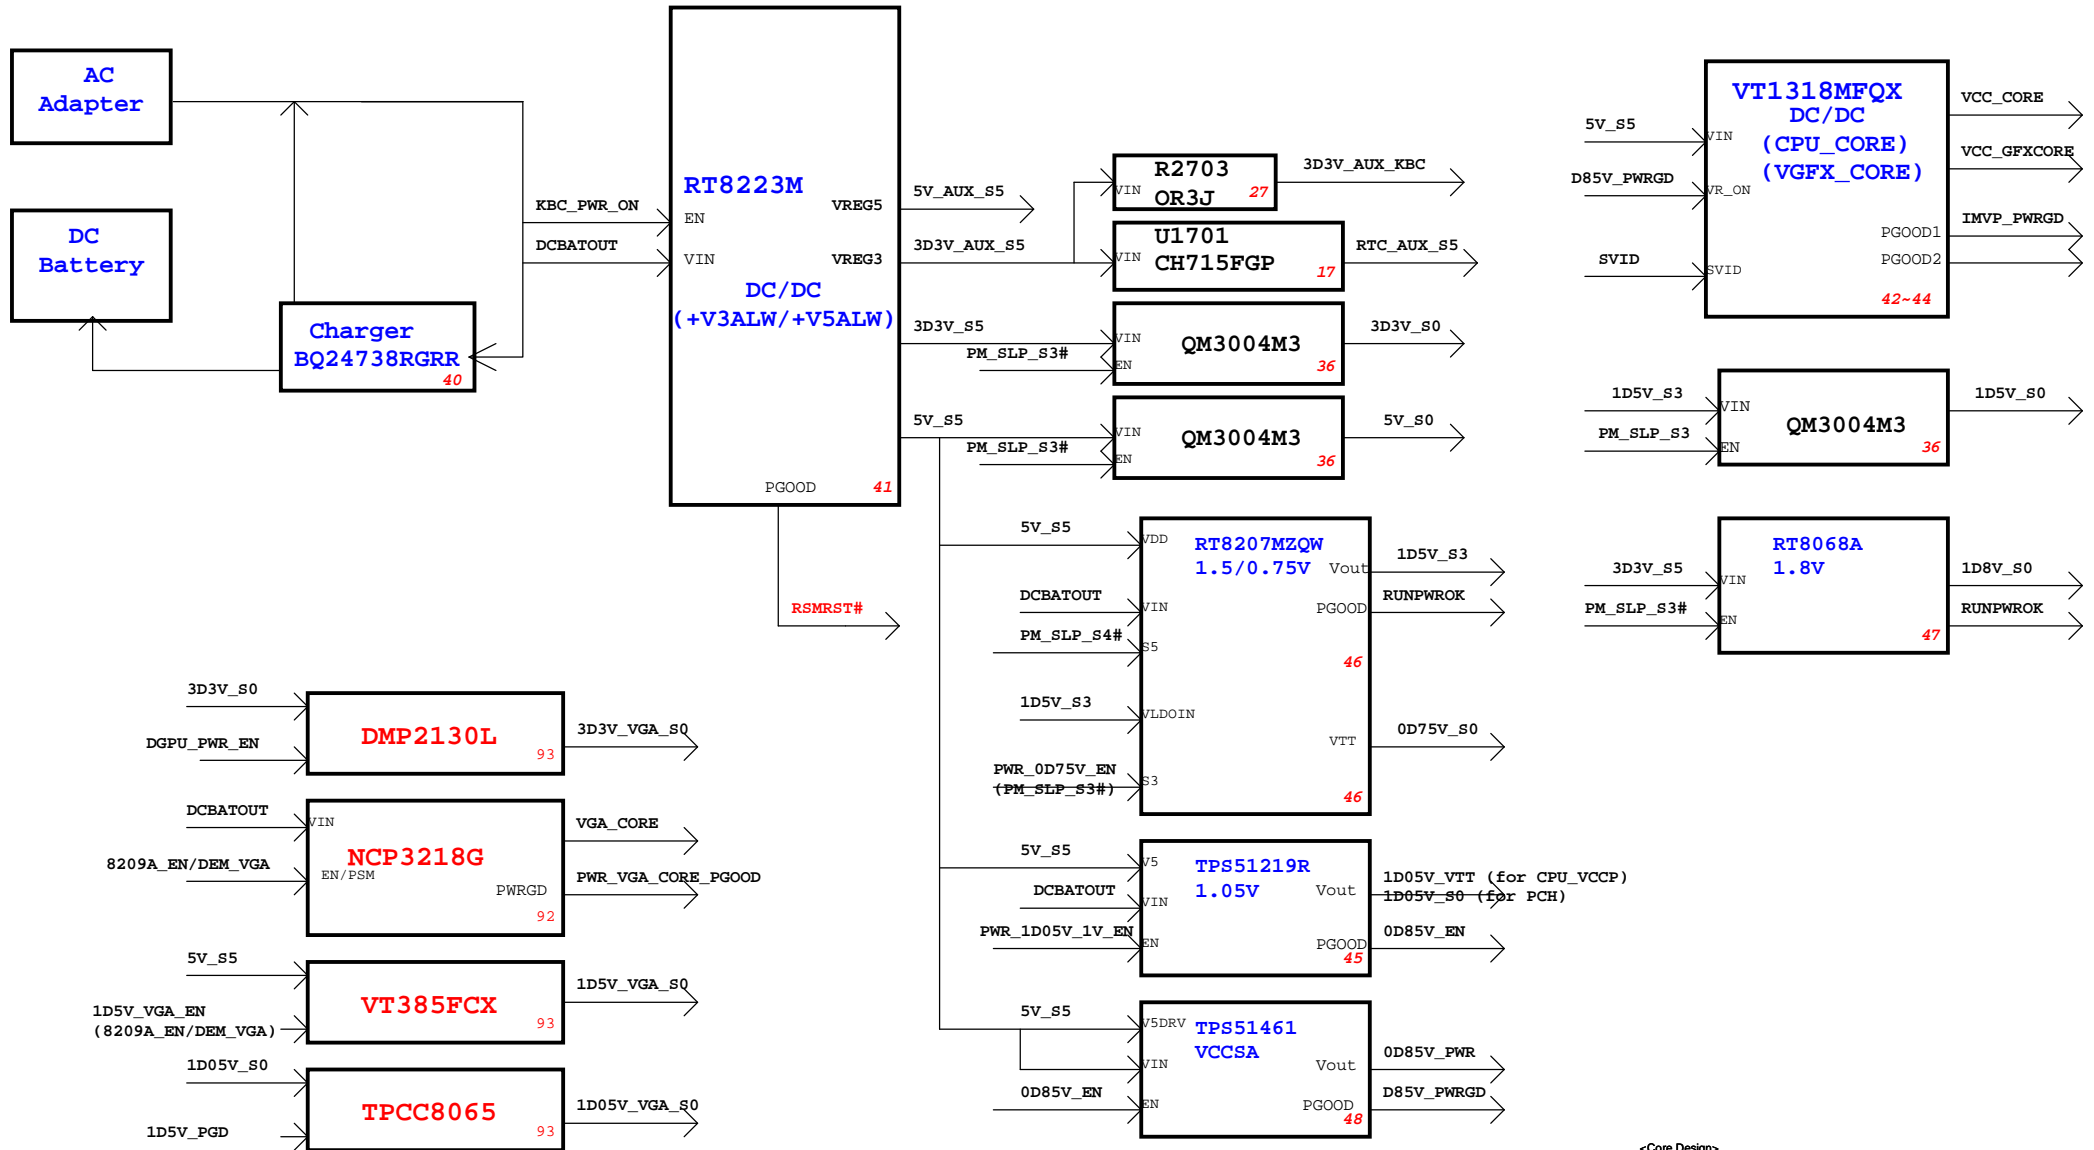 AC
Adapter
DC
Battery
Charger
BQ24738RGRR
40
KBC_PWR_ON
DCBATOUT
RT8223M
EN
VIN
VREG5
VREG3
DC/DC
(+V3ALW/+V5ALW)
PGOOD
41
RSMRST#
5V_AUX_S5
3D3V_AUX_S5
3D3V_S5
PM_SLP_S3#
5V_S5
PM_SLP_S3#
VIN
R2703
OR3J
27
3D3V_AUX_KBC
VIN
U1701
CH715FGP
17
RTC_AUX_S5
VIN
EN
QM3004M3
36
3D3V_S0
VIN
EN
QM3004M3
36
5V_S0
5V_S5
DCBATOUT
PM_SLP_S4#
1D5V_S3
PWR_0D75V_EN
(PM_SLP_S3#)
VDD
VIN
S5
VLDOIN
S3
RT8207MZQW
1.5/0.75V
Vout
PGOOD
46
VTT
46
1D5V_S3
RUNPWROK
0D75V_S0
5V_S5
DCBATOUT
PWR_1D05V_1V_EN
V5
VIN
EN
TPS51219R
1.05V
Vout
PGOOD
45
1D05V_VTT (for CPU_VCCP)
1D05V_S0 (for PCH)
0D85V_EN
5V_S5
0D85V_EN
V5DRV
VIN
EN
TPS51461
VCCSA
Vout
PGOOD
48
0D85V_PWR
D85V_PWRGD
5V_S5
D85V_PWRGD
SVID
VIN
VR_ON
SVID
VT1318MFQX
DC/DC
(CPU_CORE)
(VGFX_CORE)
PGOOD1
PGOOD2
42~44
VCC_CORE
VCC_GFXCORE
IMVP_PWRGD
1D5V_S3
PM_SLP_S3
VIN
EN
QM3004M3
36
1D5V_S0
3D3V_S5
PM_SLP_S3#
VIN
EN
RT8068A
1.8V
47
1D8V_S0
RUNPWROK
3D3V_S0
DGPU_PWR_EN
DMP2130L
93
3D3V_VGA_S0
DCBATOUT
8209A_EN/DEM_VGA
VIN
NCP3218G
EN/PSM
PWRGD
92
VGA_CORE
PWR_VGA_CORE_PGOOD
5V_S5
1D5V_VGA_EN
(8209A_EN/DEM_VGA)
VT385FCX
93
1D5V_VGA_S0
1D05V_S0
1D5V_PGD
TPCC8065
93
1D05V_VGA_S0
<Core Design>